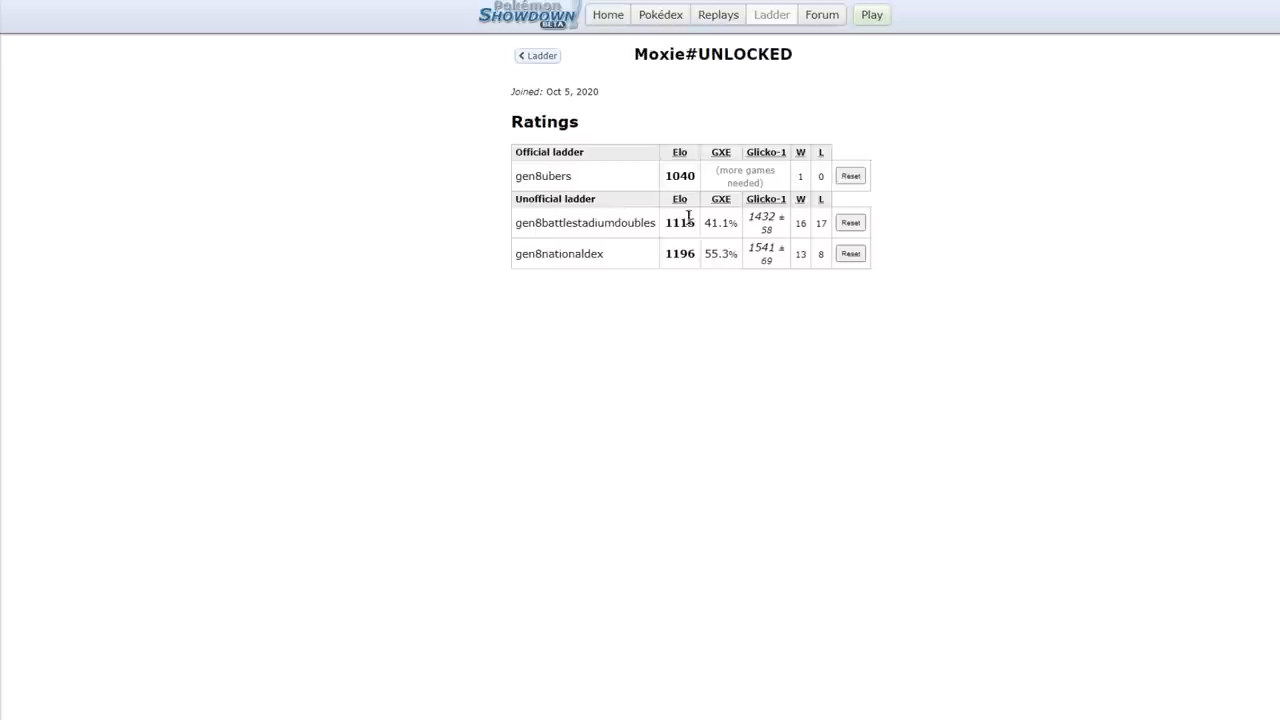 Pokémon
SHOWDOWN
BETA
Home Pokédex Replays Ladder Forum Play
Ladder
Moxie#UNLOCKED
Joined: Oct 5, 2020
Ratings
Official ladder Elo GXE Glicko-1 W L
gen8ubers 1040 (more games needed) 1 0 Reset
Unofficial ladder Elo GXE Glicko-1 W L
gen8battlestadiumdoubles 1115 41.1% 1432 ± 58 16 17 Reset
gen8nationaldex 1196 55.3% 1541 ± 69 13 8 Reset